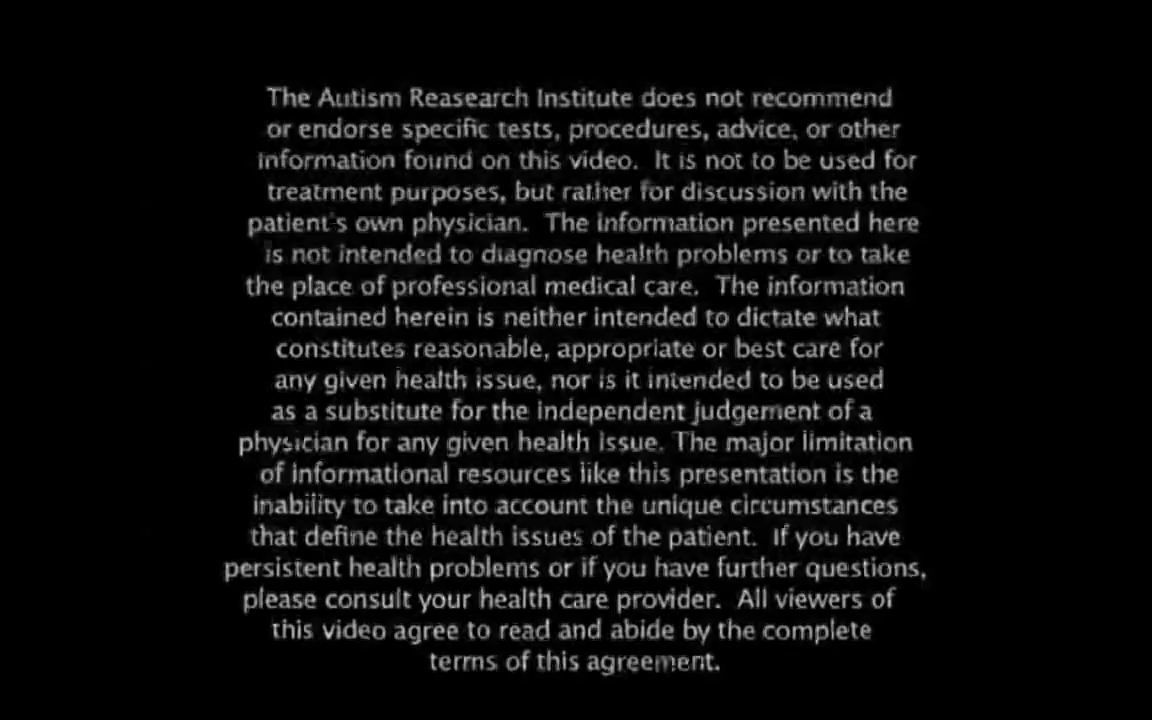 The Autism Reasearch Institute does not recommend
or endorse specific tests, procedures, advice, or other
information found on this video. It is not to be used for
treatment purposes, but rather for discussion with the
patient's own physician. The information presented here
is not intended to diagnose health problems or to take
the place of professional medical care. The information
contained herein is neither intended to dictate what
constitutes reasonable, appropriate or best care for
any given health issue, nor is it intended to be used
as a substitute for the independent judgement of a
physician for any given health issue. The major limitation
of informational resources like this presentation is the
inability to take into account the unique circumstances
that define the health issues of the patient. If you have
persistent health problems or if you have further questions,
please consult your health care provider. All viewers of
this video agree to read and abide by the complete
terms of this agreement.